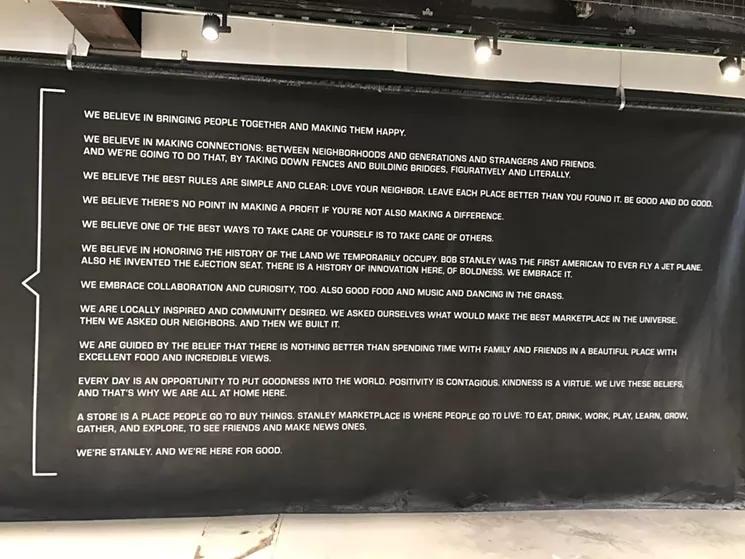 WE BELIEVE IN BRINGING PEOPLE TOGETHER AND MAKING THEM HAPPY.
WE BELIEVE IN MAKING CONNECTIONS: BETWEEN NEIGHBORHOODS AND GENERATIONS AND STRANGERS AND FRIENDS.
AND WE'RE GOING TO DO THAT, BY TAKING DOWN FENCES AND BUILDING BRIDGES, FIGURATIVELY AND LITERALLY.
WE BELIEVE THE BEST RULES ARE SIMPLE AND CLEAR: LOVE YOUR NEIGHBOR. LEAVE EACH PLACE BETTER THAN YOU FOUND IT. BE GOOD AND DO GOOD.
WE BELIEVE THERE'S NO POINT IN MAKING A PROFIT IF YOU'RE NOT ALSO MAKING A DIFFERENCE.
WE BELIEVE ONE OF THE BEST WAYS TO TAKE CARE OF YOURSELF IS TO TAKE CARE OF OTHERS.
WE BELIEVE IN HONORING THE HISTORY OF THE LAND WE TEMPORARILY OCCUPY. BOB STANLEY WAS THE FIRST AMERICAN TO EVER FLY A JET PLANE.
ALSO HE INVENTED THE EJECTION SEAT. THERE IS A HISTORY OF INNOVATION HERE, OF BOLDNESS. WE EMBRACE IT.
WE EMBRACE COLLABORATION AND CURIOSITY, TOO. ALSO GOOD FOOD AND MUSIC AND DANCING IN THE GRASS.
WE ARE LOCALLY INSPIRED AND COMMUNITY DESIRED. WE ASKED OURSELVES WHAT WOULD MAKE THE BEST MARKETPLACE IN THE UNIVERSE.
THEN WE ASKED OUR NEIGHBORS. AND THEN WE BUILT IT.
WE ARE GUIDED BY THE BELIEF THAT THERE IS NOTHING BETTER THAN SPENDING TIME WITH FAMILY AND FRIENDS IN A BEAUTIFUL PLACE WITH
EXCELLENT FOOD AND INCREDIBLE VIEWS.
EVERY DAY IS AN OPPORTUNITY TO PUT GOODNESS INTO THE WORLD. POSITIVITY IS CONTAGIOUS. KINDNESS IS A VIRTUE. WE LIVE THESE BELIEFS,
AND THAT'S WHY WE ARE ALL AT HOME HERE.
A STORE IS A PLACE PEOPLE GO TO BUY THINGS. STANLEY MARKETPLACE IS WHERE PEOPLE GO TO LIVE: TO EAT, DRINK, WORK, PLAY, LEARN, GROW,
GATHER, AND EXPLORE, TO SEE FRIENDS AND MAKE NEWS ONES.
WE'RE STANLEY. AND WE'RE HERE FOR GOOD.